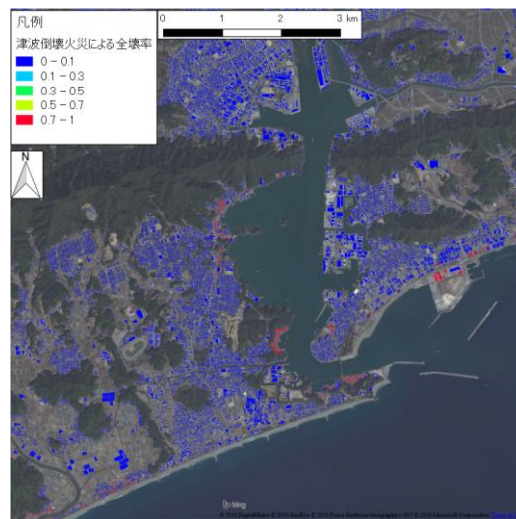 凡例
津波倒壊火災による全壊率
0 - 0.1
0.1 - 0.3
0.3 - 0.5
0.5 - 0.7
0.7 - 1
0 1 2 3 km
N
bing